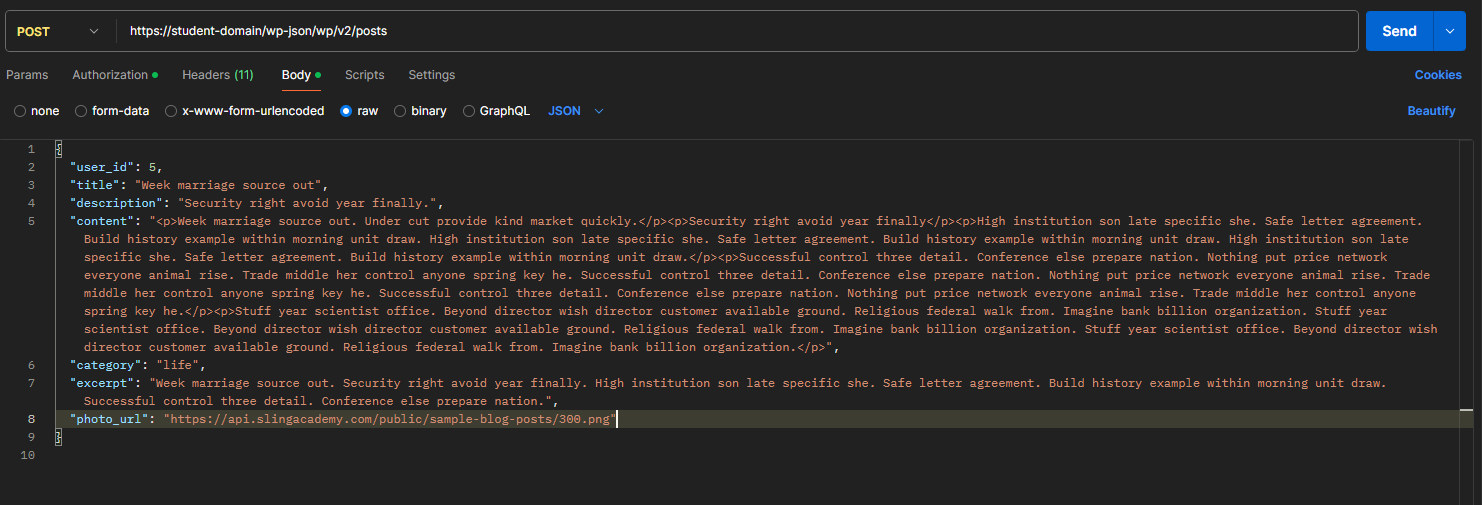 POST
https://student-domain/wp-json/wp/v2/posts
Send
Params
Authorization
Headers (11)
Body
Scripts
Settings
Cookies
none
form-data
x-www-form-urlencoded
raw
binary
GraphQL
JSON
Beautify
1 {
2 "user_id": 5,
3 "title": "Week marriage source out",
4 "description": "Security right avoid year finally.",
5 "content": "<p>Week marriage source out. Under cut provide kind market quickly.</p><p>Security right avoid year finally</p><p>High institution son late specific she. Safe letter agreement.
Build history example within morning unit draw. High institution son late specific she. Safe letter agreement. Build history example within morning unit draw. High institution son late
specific she. Safe letter agreement. Build history example within morning unit draw.</p><p>Successful control three detail. Conference else prepare nation. Nothing put price network
everyone animal rise. Trade middle her control anyone spring key he. Successful control three detail. Conference else prepare nation. Nothing put price network everyone animal rise. Trade
middle her control anyone spring key he. Successful control three detail. Conference else prepare nation. Nothing put price network everyone animal rise. Trade middle her control anyone
spring key he.</p><p>Stuff year scientist office. Beyond director wish director customer available ground. Religious federal walk from. Imagine bank billion organization. Stuff year
scientist office. Beyond director wish director customer available ground. Religious federal walk from. Imagine bank billion organization. Stuff year scientist office. Beyond director wish
director customer available ground. Religious federal walk from. Imagine bank billion organization.</p>",
6 "category": "life",
7 "excerpt": "Week marriage source out. Security right avoid year finally. High institution son late specific she. Safe letter agreement. Build history example within morning unit draw.
Successful control three detail. Conference else prepare nation.",
8 "photo_url": "https://api.slingacademy.com/public/sample-blog-posts/300.png"
9 }
10